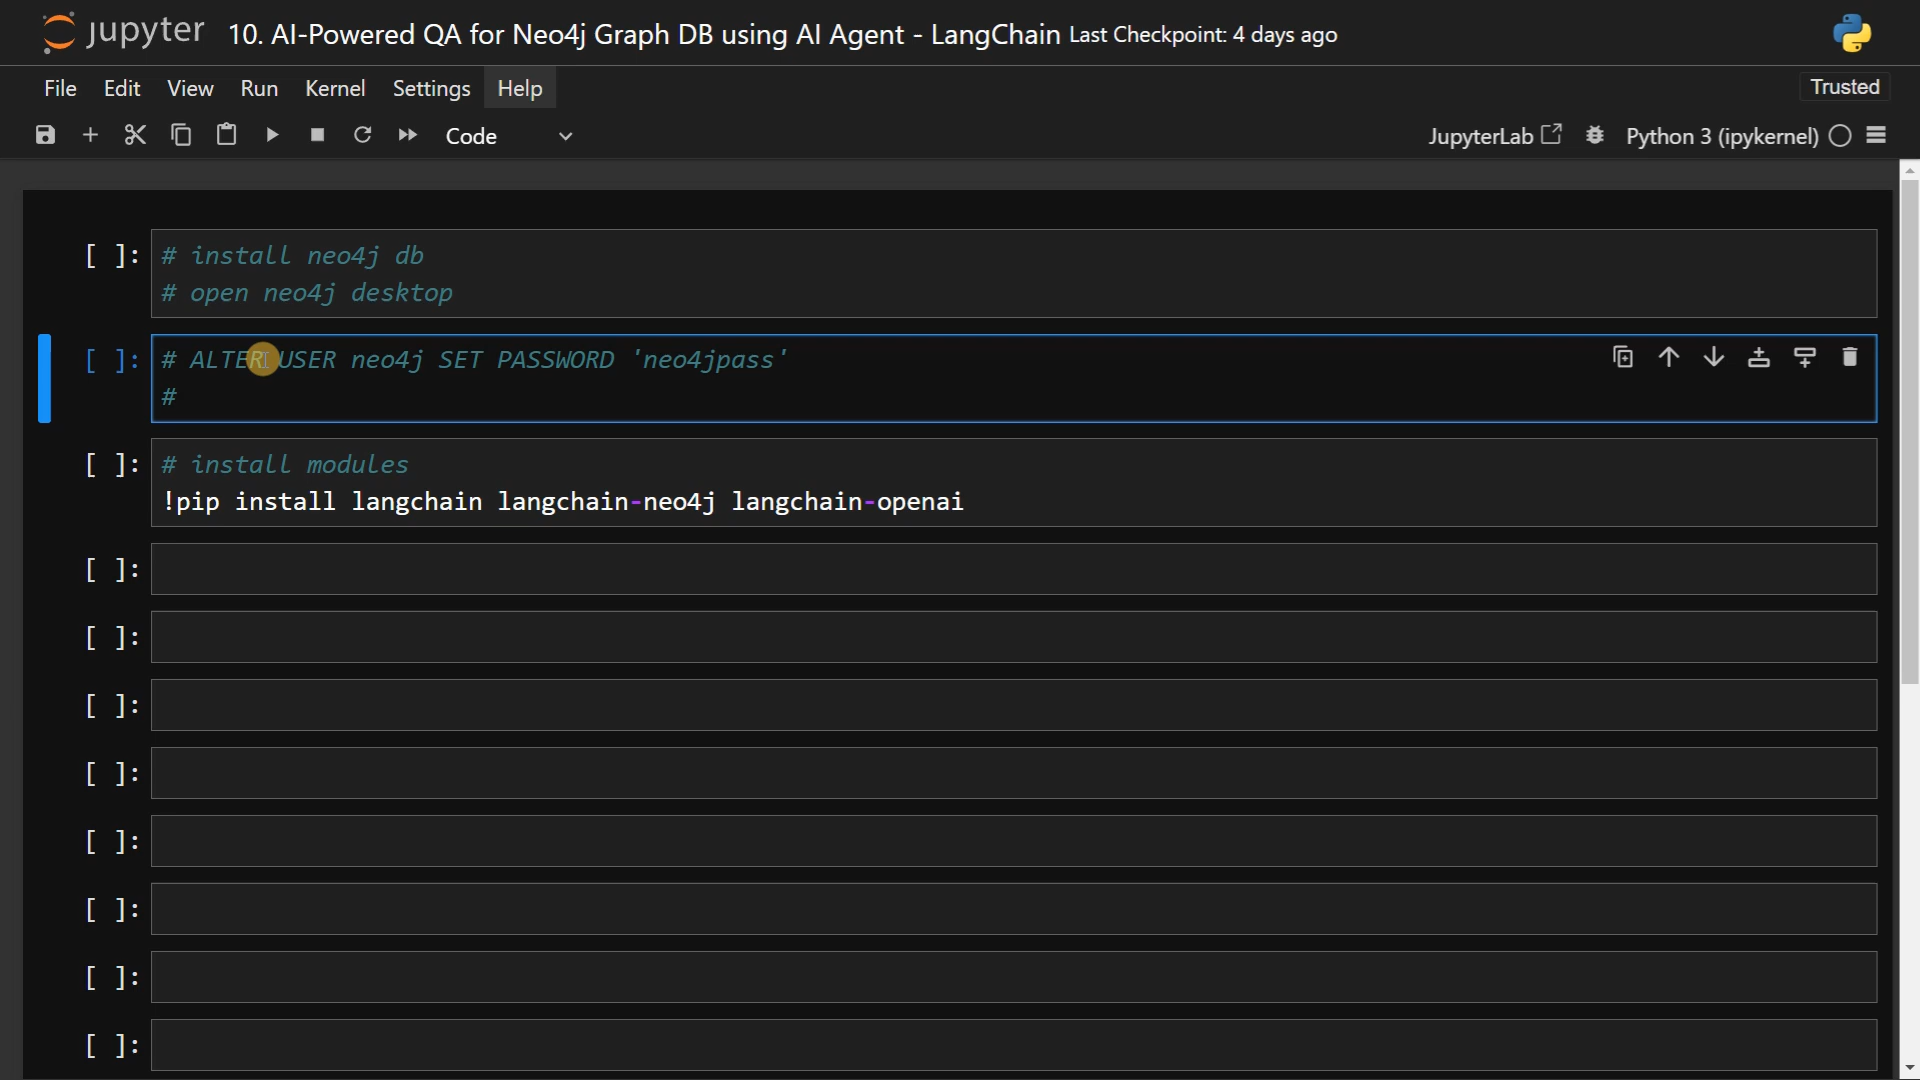 jupyter 10. AI-Powered QA for Neo4j Graph DB using AI Agent - LangChain Last Checkpoint: 4 days ago
File Edit View Run Kernel Settings Help Trusted
Code JupyterLab Python 3 (ipykernel)
[ ]: # install neo4j db
# open neo4j desktop
[ ]: # ALTER USER neo4j SET PASSWORD 'neo4jpass'
#
[ ]: # install modules
!pip install langchain langchain-neo4j langchain-openai
[ ]:
[ ]:
[ ]:
[ ]:
[ ]:
[ ]:
[ ]:
[ ]: